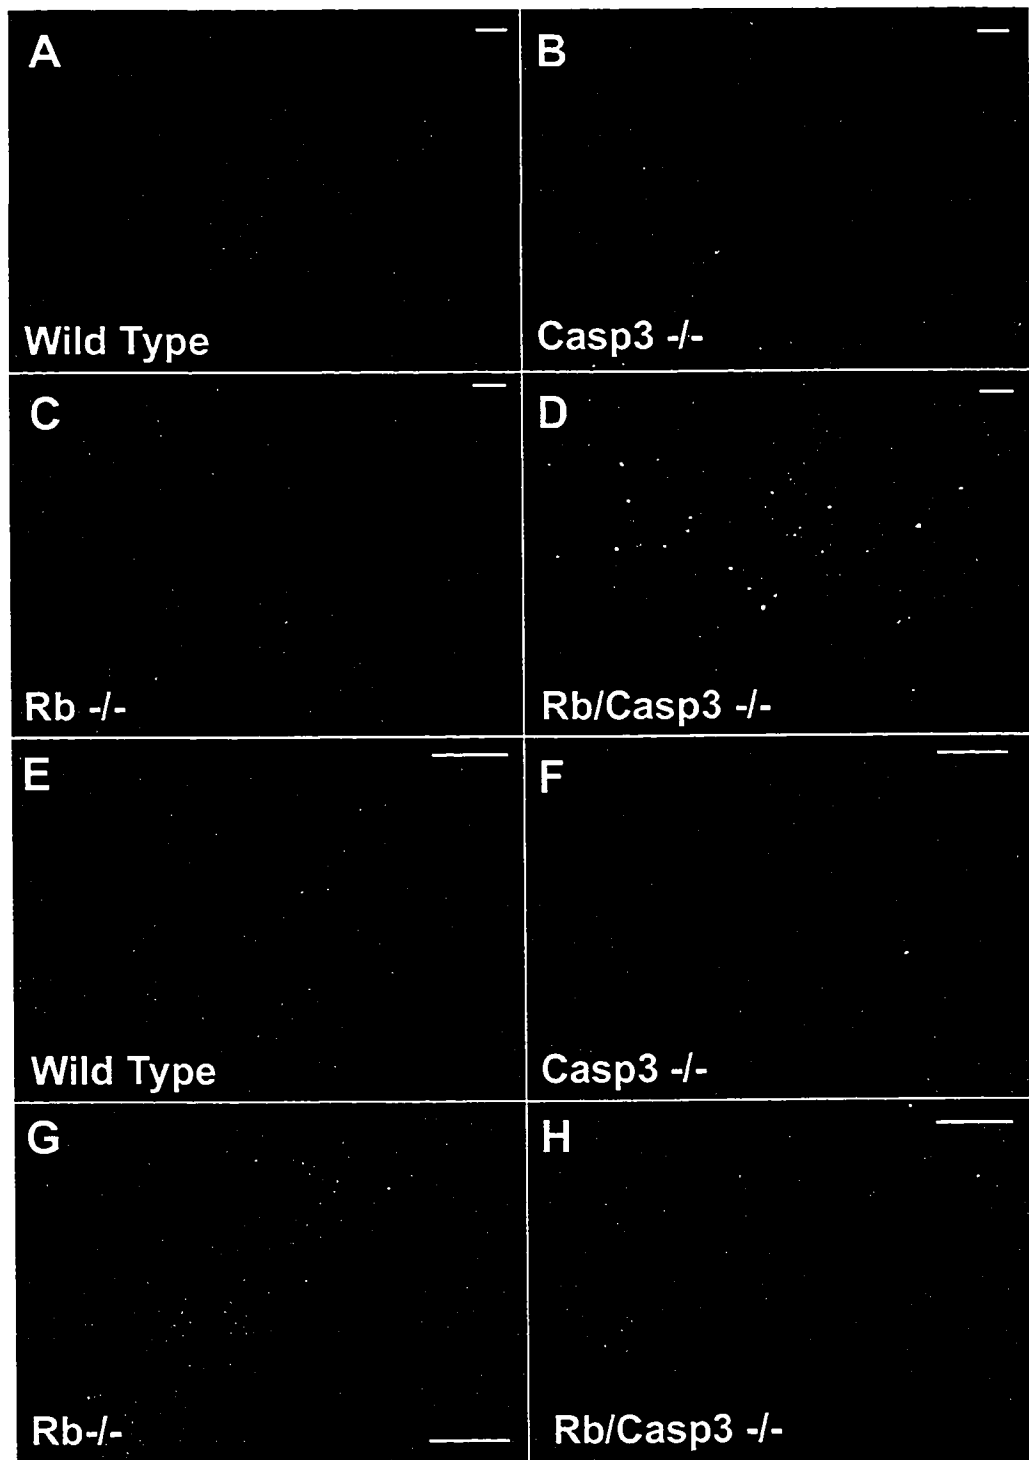 A
B
Wild Type
Casp3 -/-
C
D
Rb -/-
Rb/Casp3 -/-
E
F
Wild Type
Casp3 -/-
G
H
Rb-/-
Rb/Casp3 -/-